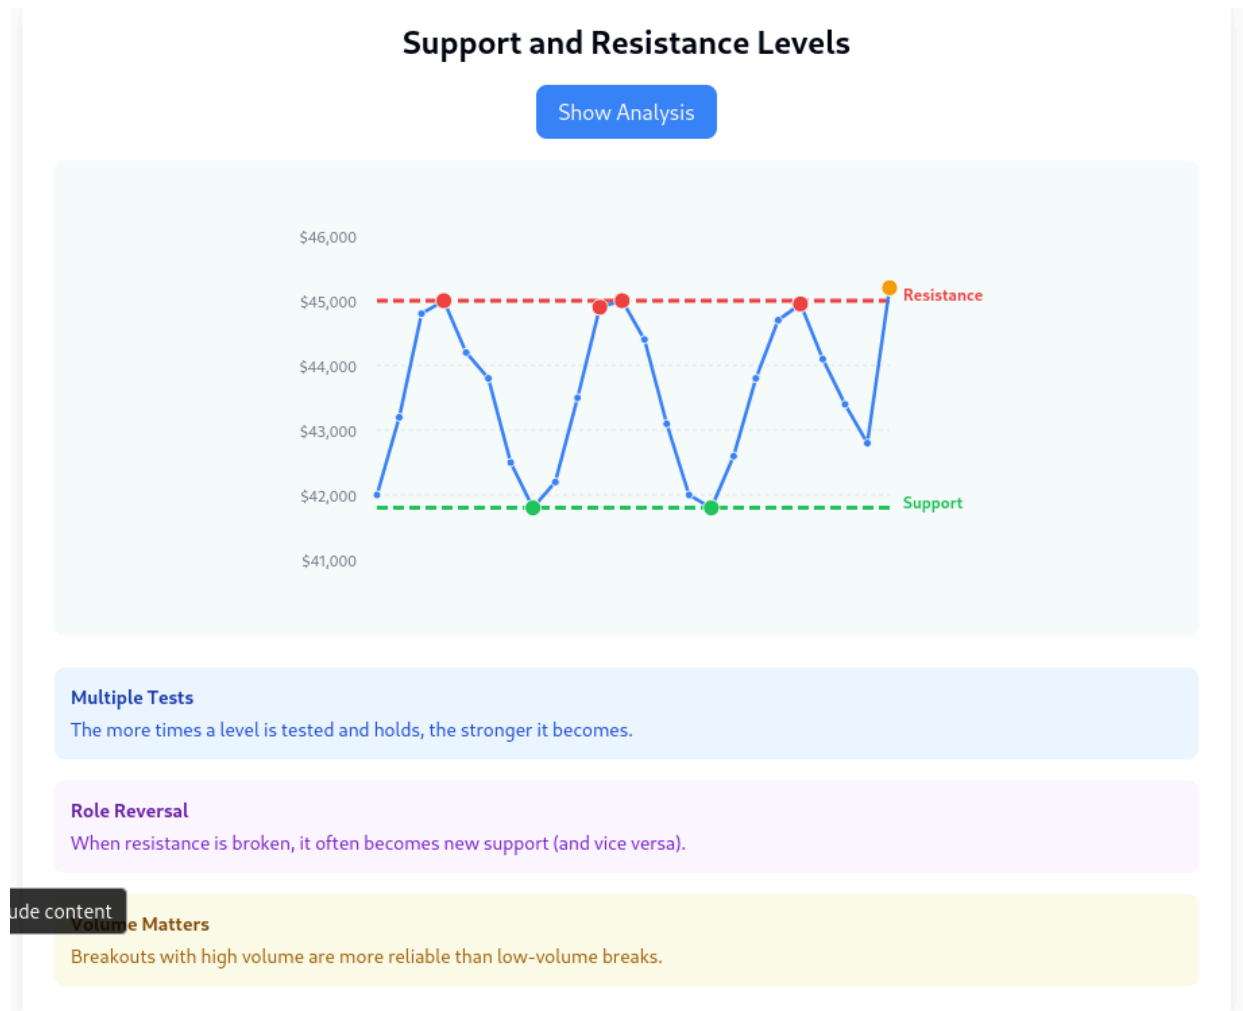 Support and Resistance Levels
Show Analysis
$46,000
$45,000
$44,000
$43,000
$42,000
$41,000
Resistance
Support
Multiple Tests
The more times a level is tested and holds, the stronger it becomes.
Role Reversal
When resistance is broken, it often becomes new support (and vice versa).
ude content
Volume Matters
Breakouts with high volume are more reliable than low-volume breaks.